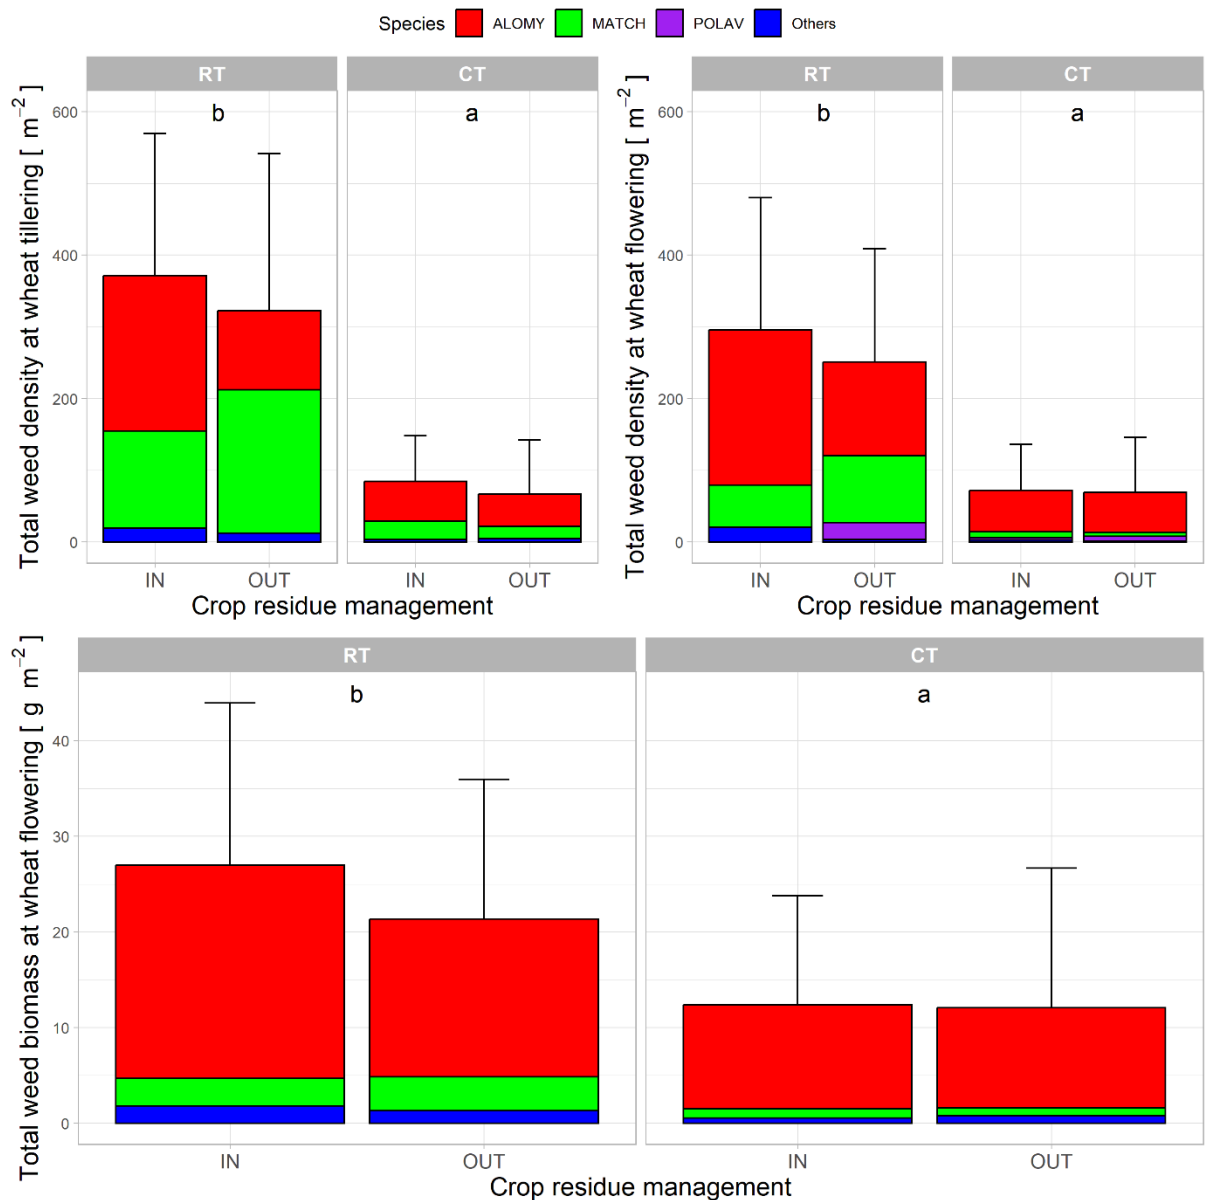 Species ALOMY MATCH POLAV Others
RT CT
b a
Total weed density at wheat tillering [ m−2 ]
600
400
200
0
IN OUT IN OUT
Crop residue management
RT CT
b a
Total weed density at wheat flowering [ m−2 ]
600
400
200
0
IN OUT IN OUT
Crop residue management
RT CT
b a
Total weed biomass at wheat flowering [ g m−2 ]
40
30
20
10
0
IN OUT IN OUT
Crop residue management